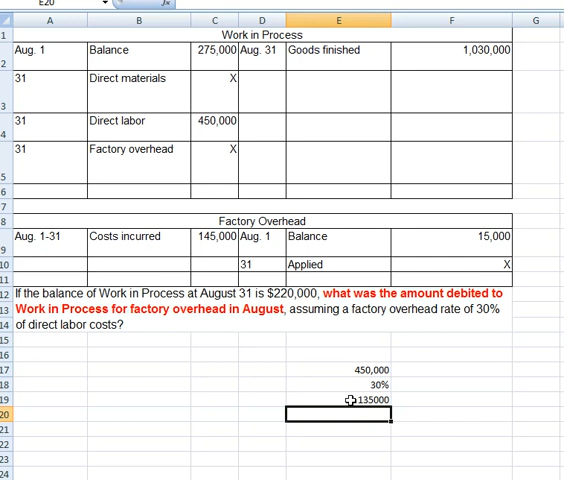 E20
A B C D E F G
1 Work in Process
2 Aug. 1 Balance 275,000 Aug. 31 Goods finished 1,030,000
3 31 Direct materials X
4 31 Direct labor 450,000
5 31 Factory overhead X
6
7
8 Factory Overhead
9 Aug. 1-31 Costs incurred 145,000 Aug. 1 Balance 15,000
10 31 Applied X
11
12 If the balance of Work in Process at August 31 is $220,000, what was the amount debited to
13 Work in Process for factory overhead in August, assuming a factory overhead rate of 30%
14 of direct labor costs?
15
16
17 450,000
18 30%
19 135000
20
21
22
23
24